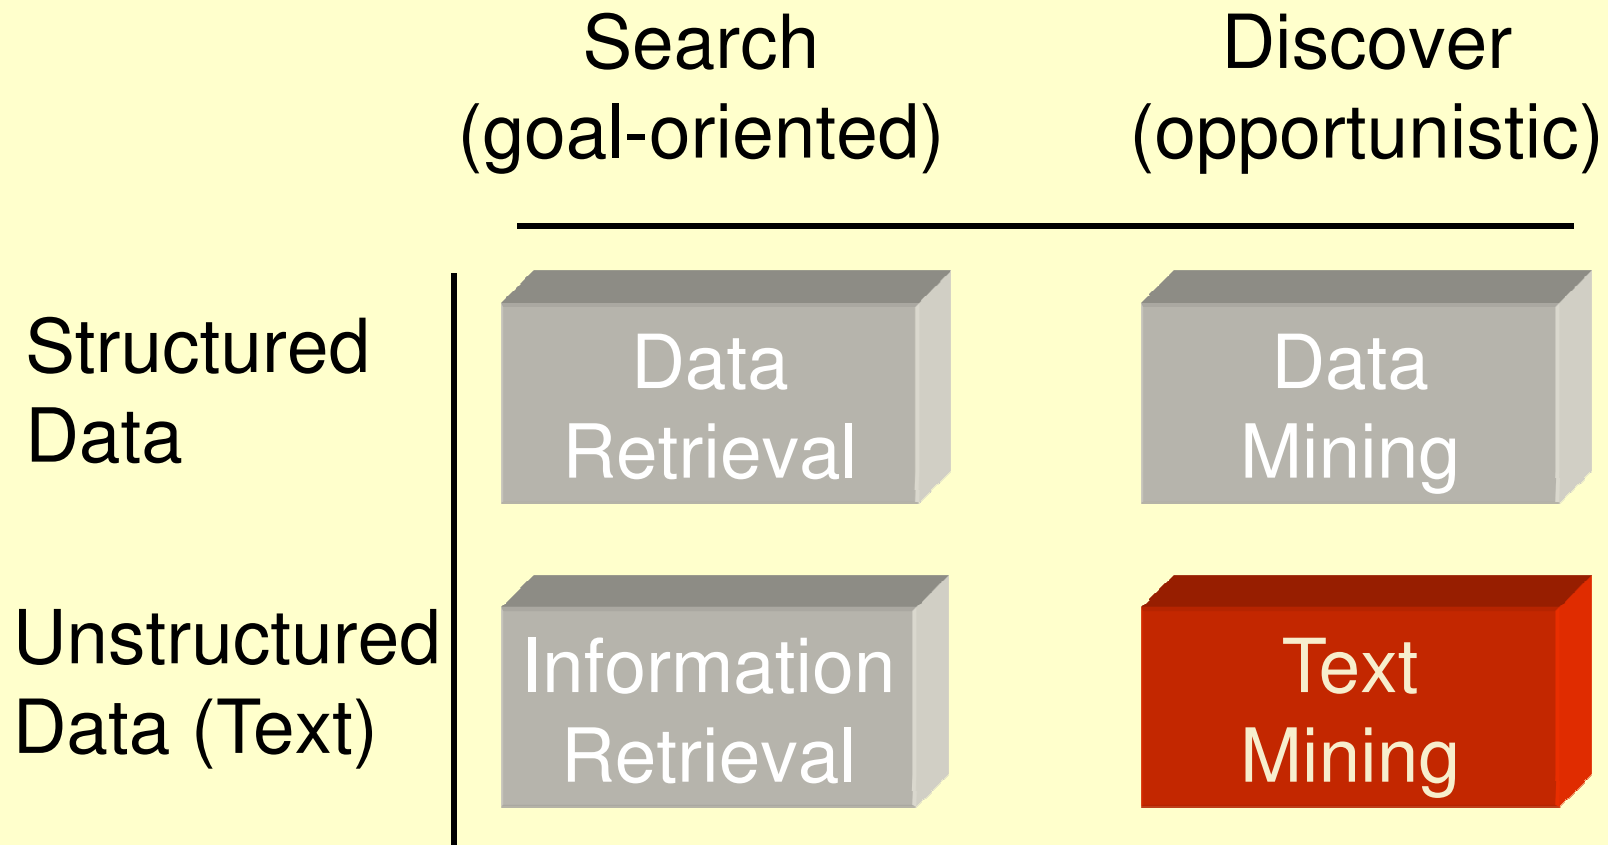 Search
(goal-oriented)
Discover
(opportunistic)
Structured
Data
Data
Retrieval
Data
Mining
Unstructured
Data (Text)
Information
Retrieval
Text
Mining